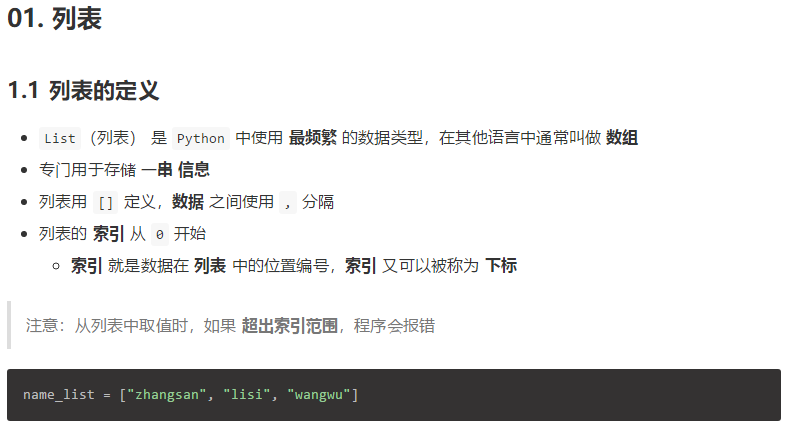 01. 列表
1.1 列表的定义
List（列表） 是 Python 中使用 最频繁 的数据类型，在其他语言中通常叫做 数组
专门用于存储 一串 信息
列表用 [] 定义，数据 之间使用 , 分隔
列表的 索引 从 0 开始
索引 就是数据在 列表 中的位置编号，索引 又可以被称为 下标
注意：从列表中取值时，如果 超出索引范围，程序会报错
name_list = ["zhangsan", "lisi", "wangwu"]